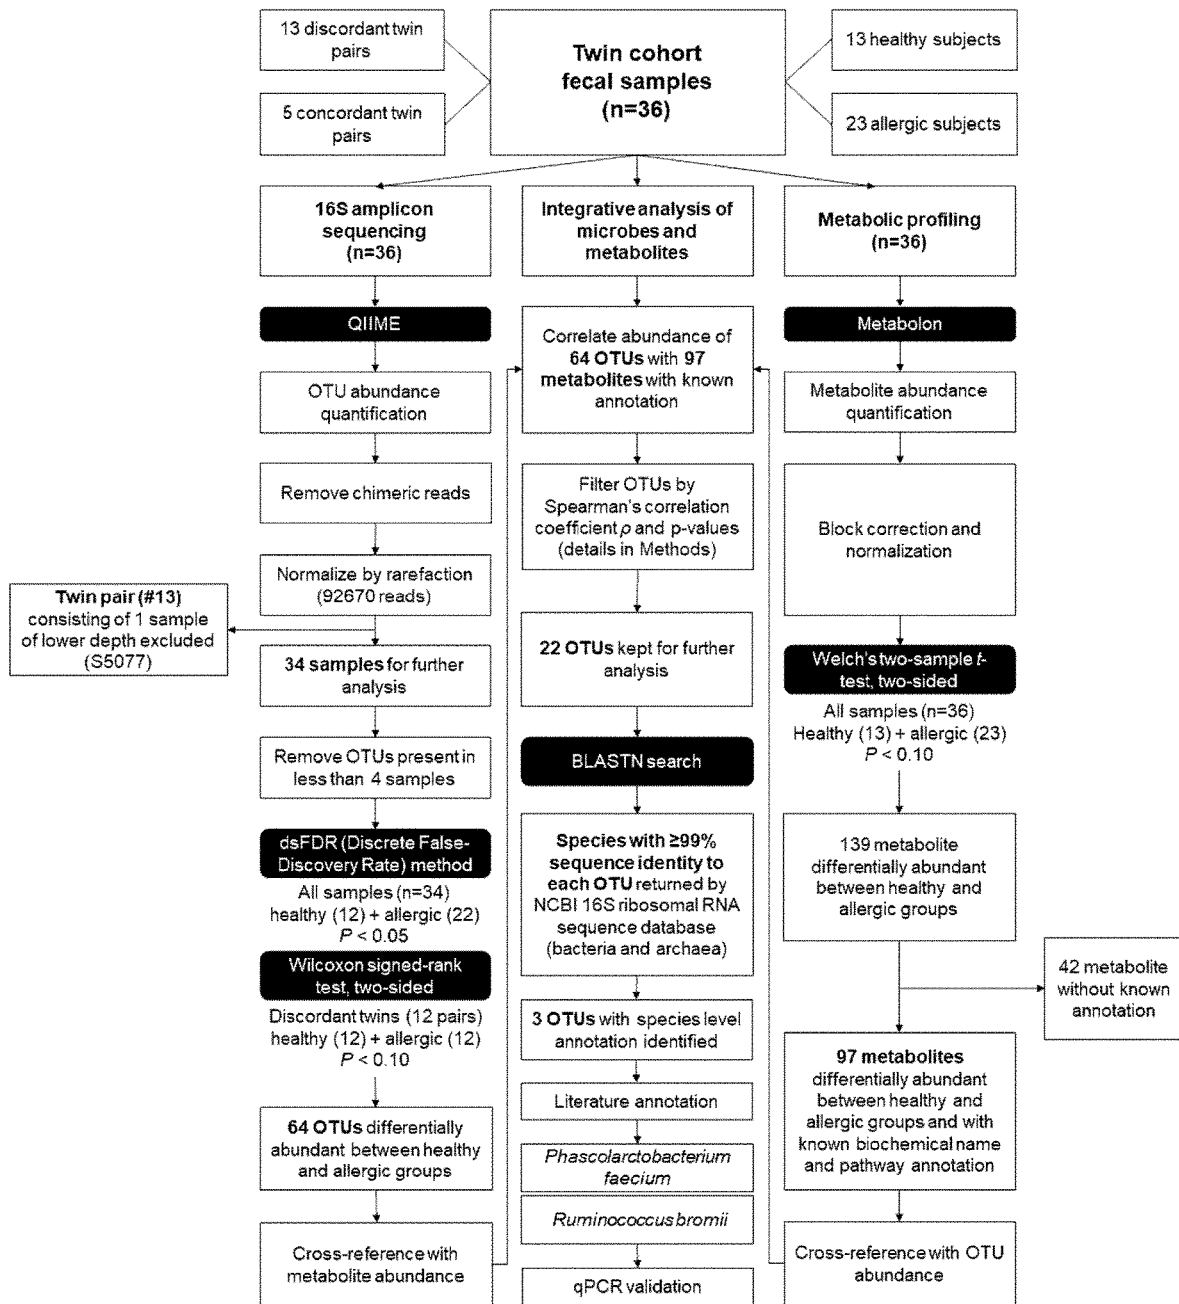 13 discordant twin
pairs
5 concordant twin
pairs
Twin cohort
fecal samples
(n=36)
13 healthy subjects
23 allergic subjects
16S amplicon
sequencing
(n=36)
QIIME
OTU abundance
quantification
Remove chimeric reads
Normalize by rarefaction
(92670 reads)
Twin pair (#13)
consisting of 1 sample
of lower depth excluded
(S5077)
34 samples for further
analysis
Remove OTUs present in
less than 4 samples
dsFDR (Discrete False-
Discovery Rate) method
All samples (n=34)
healthy (12) + allergic (22)
P < 0.05
Wilcoxon signed-rank
test, two-sided
Discordant twins (12 pairs)
healthy (12) + allergic (12)
P < 0.10
64 OTUs differentially
abundant between healthy
and allergic groups
Cross-reference with
metabolite abundance
Integrative analysis of
microbes and
metabolites
Correlate abundance of
64 OTUs with 97
metabolites with known
annotation
Filter OTUs by
Spearman's correlation
coefficient ρ and p-values
(details in Methods)
22 OTUs kept for further
analysis
BLASTN search
Species with ≥99%
sequence identity to
each OTU returned by
NCBI 16S ribosomal RNA
sequence database
(bacteria and archaea)
3 OTUs with species level
annotation identified
Literature annotation
Phascolarctobacterium
faecium
Ruminococcus bromii
qPCR validation
Metabolic profiling
(n=36)
Metabolon
Metabolite abundance
quantification
Block correction and
normalization
Welch's two-sample t-
test, two-sided
All samples (n=36)
Healthy (13) + allergic (23)
P < 0.10
139 metabolite
differentially abundant
between healthy and
allergic groups
42 metabolite
without known
annotation
97 metabolites
differentially abundant
between healthy and
allergic groups and with
known biochemical name
and pathway annotation
Cross-reference with OTU
abundance